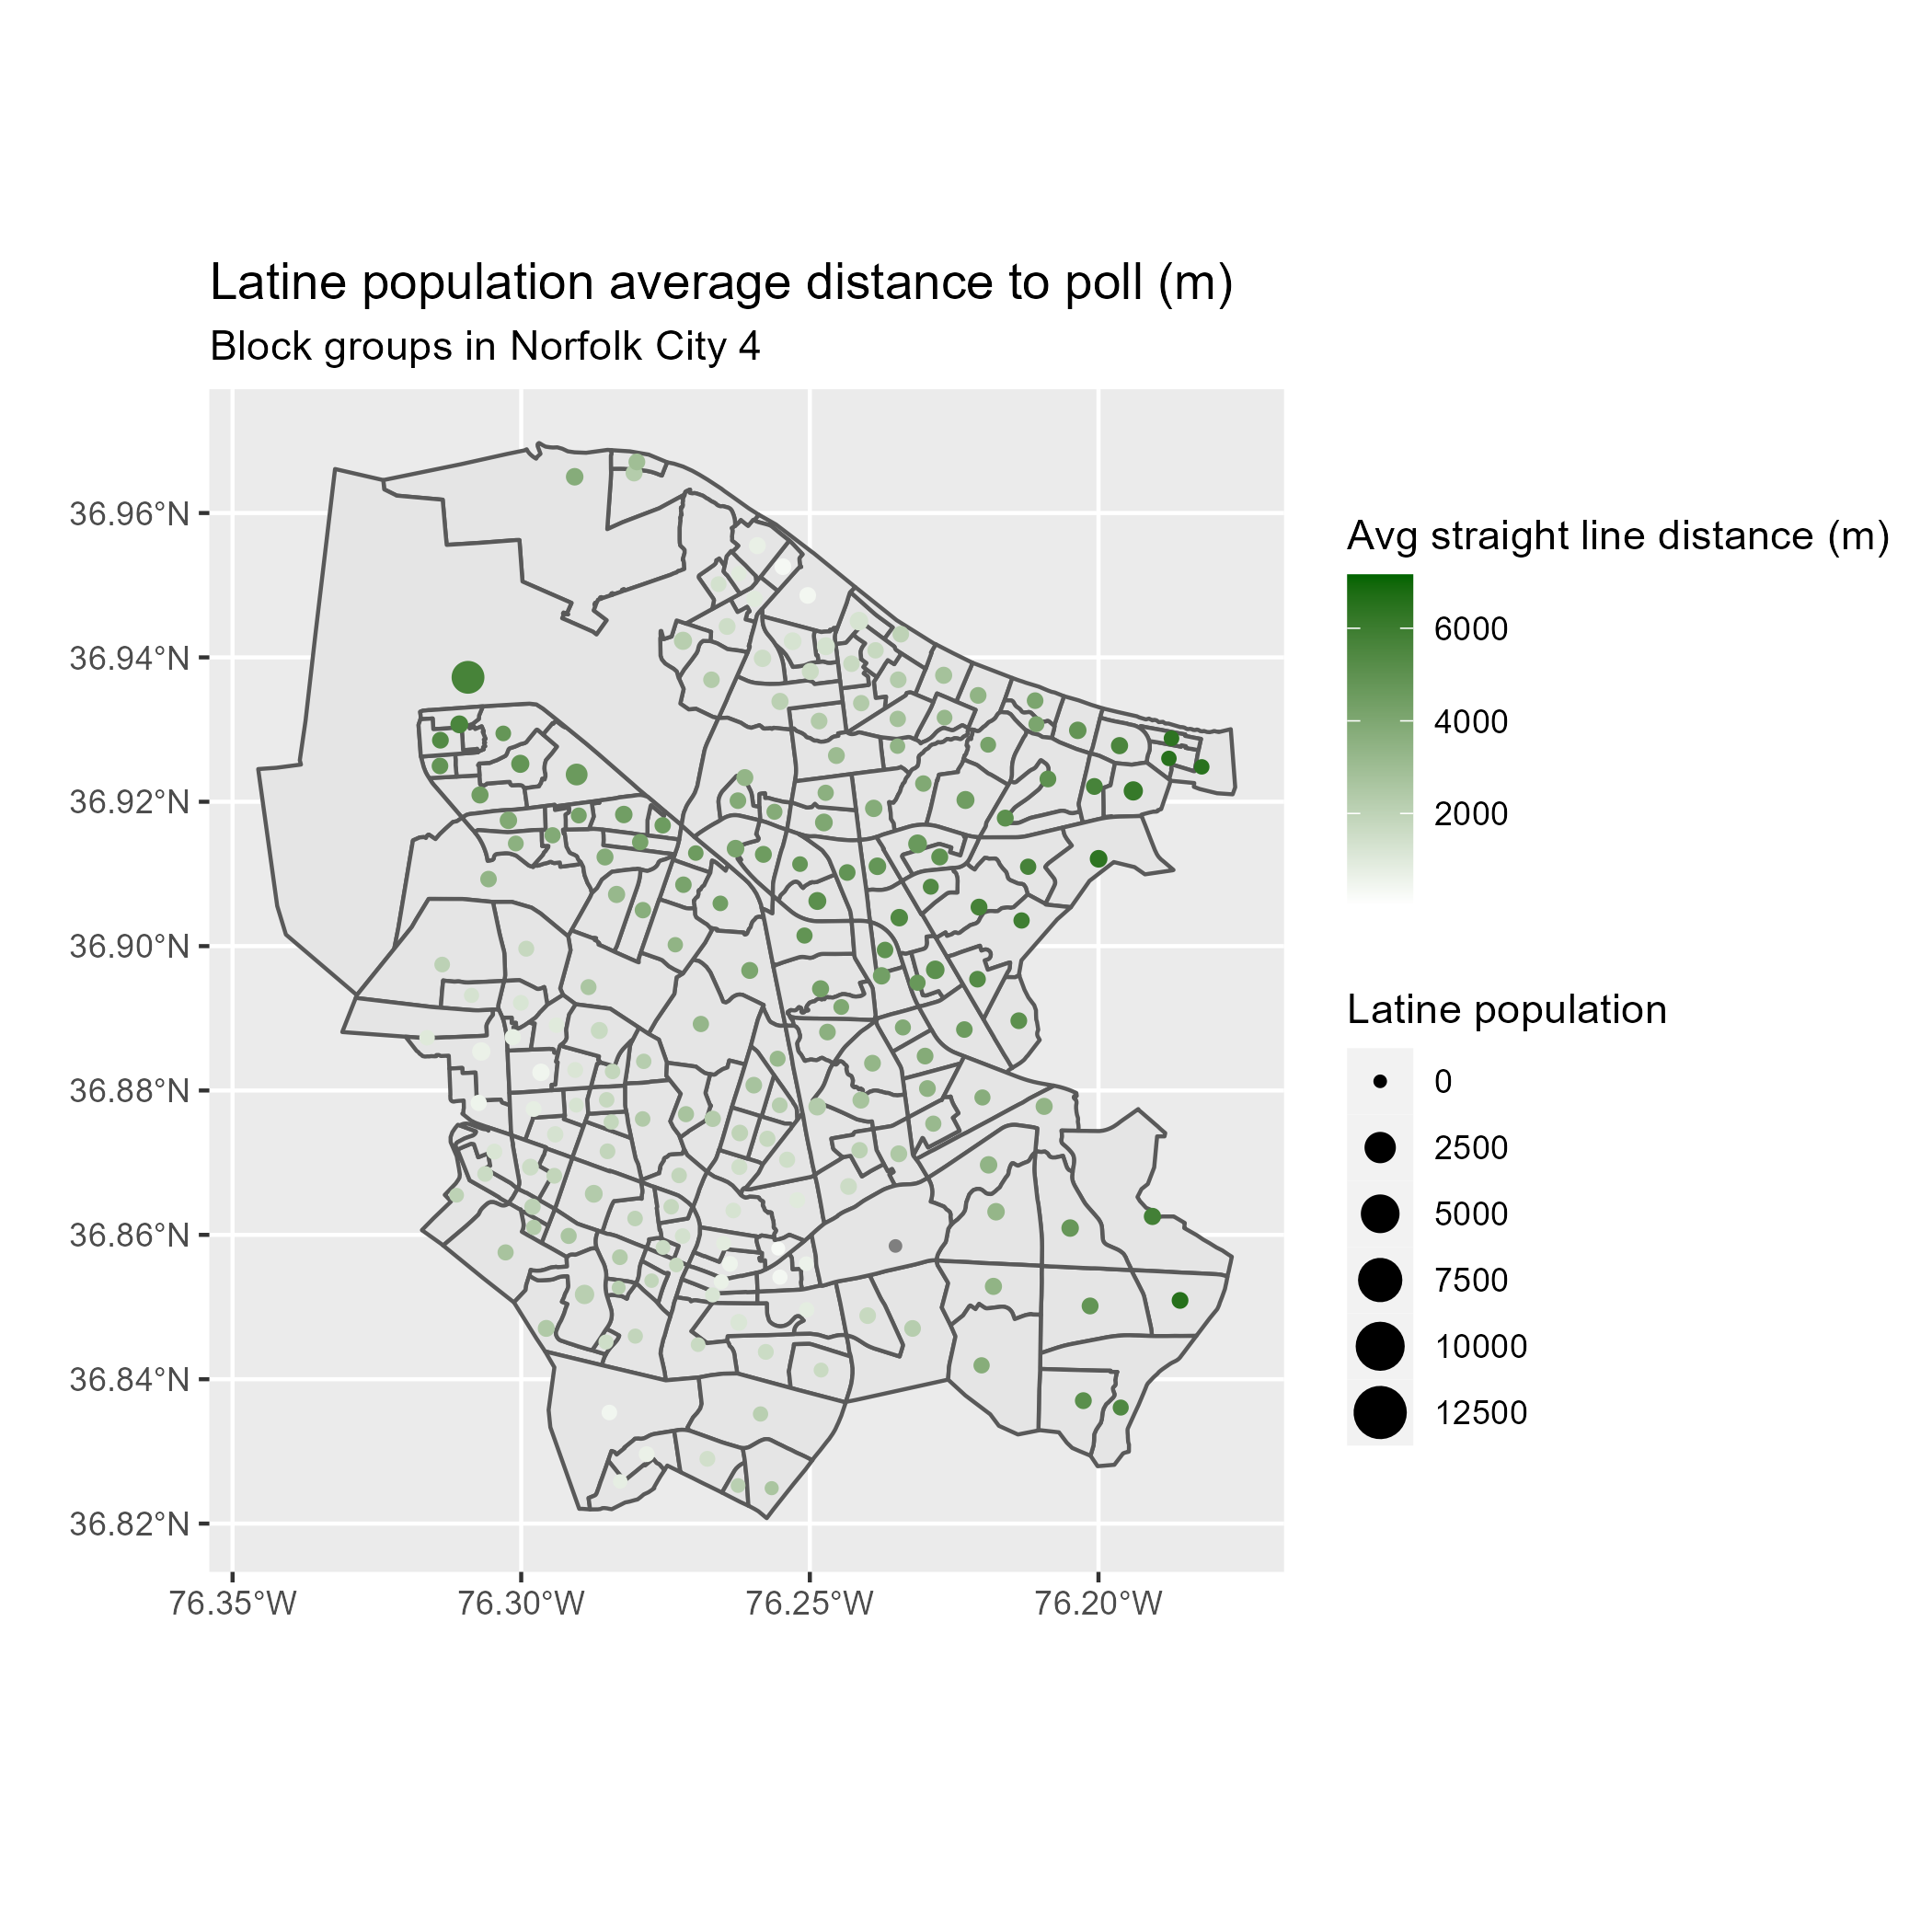 Latine population average distance to poll (m)
Block groups in Norfolk City 4
36.96°N
36.94°N
36.92°N
36.90°N
36.88°N
36.86°N
36.84°N
36.82°N
76.35°W
76.30°W
76.25°W
76.20°W
Avg straight line distance (m)
6000
4000
2000
Latine population
0
2500
5000
7500
10000
12500